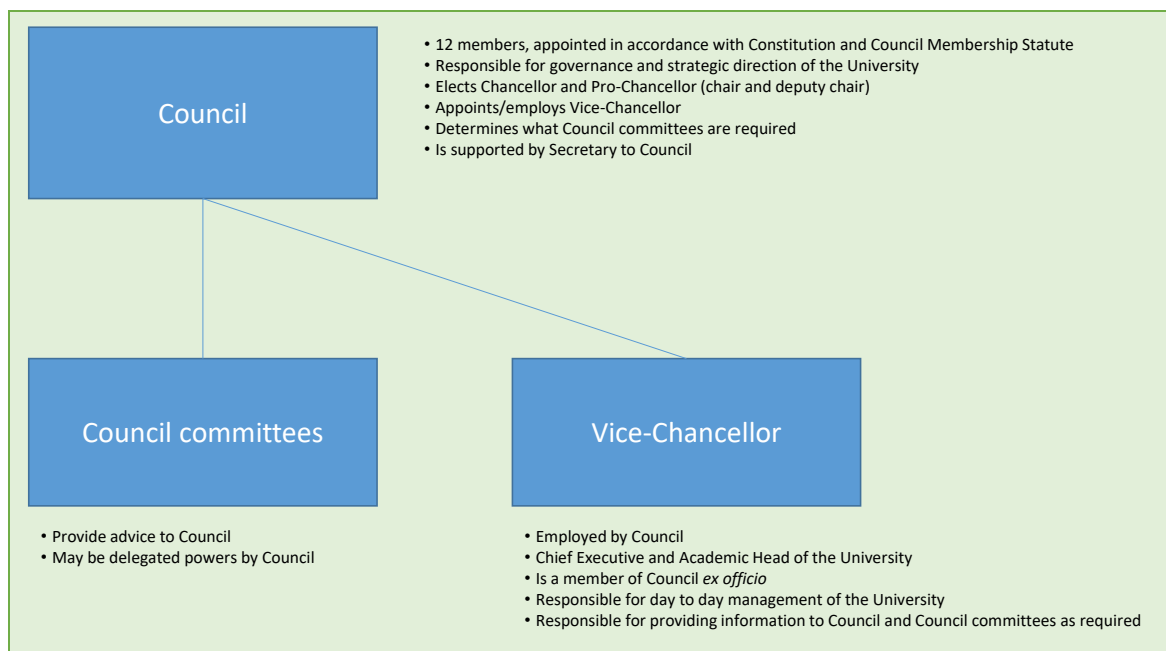 Council
• 12 members, appointed in accordance with Constitution and Council Membership Statute
• Responsible for governance and strategic direction of the University
• Elects Chancellor and Pro-Chancellor (chair and deputy chair)
• Appoints/employs Vice-Chancellor
• Determines what Council committees are required
• Is supported by Secretary to Council
Council committees
• Provide advice to Council
• May be delegated powers by Council
Vice-Chancellor
• Employed by Council
• Chief Executive and Academic Head of the University
• Is a member of Council ex officio
• Responsible for day to day management of the University
• Responsible for providing information to Council and Council committees as required